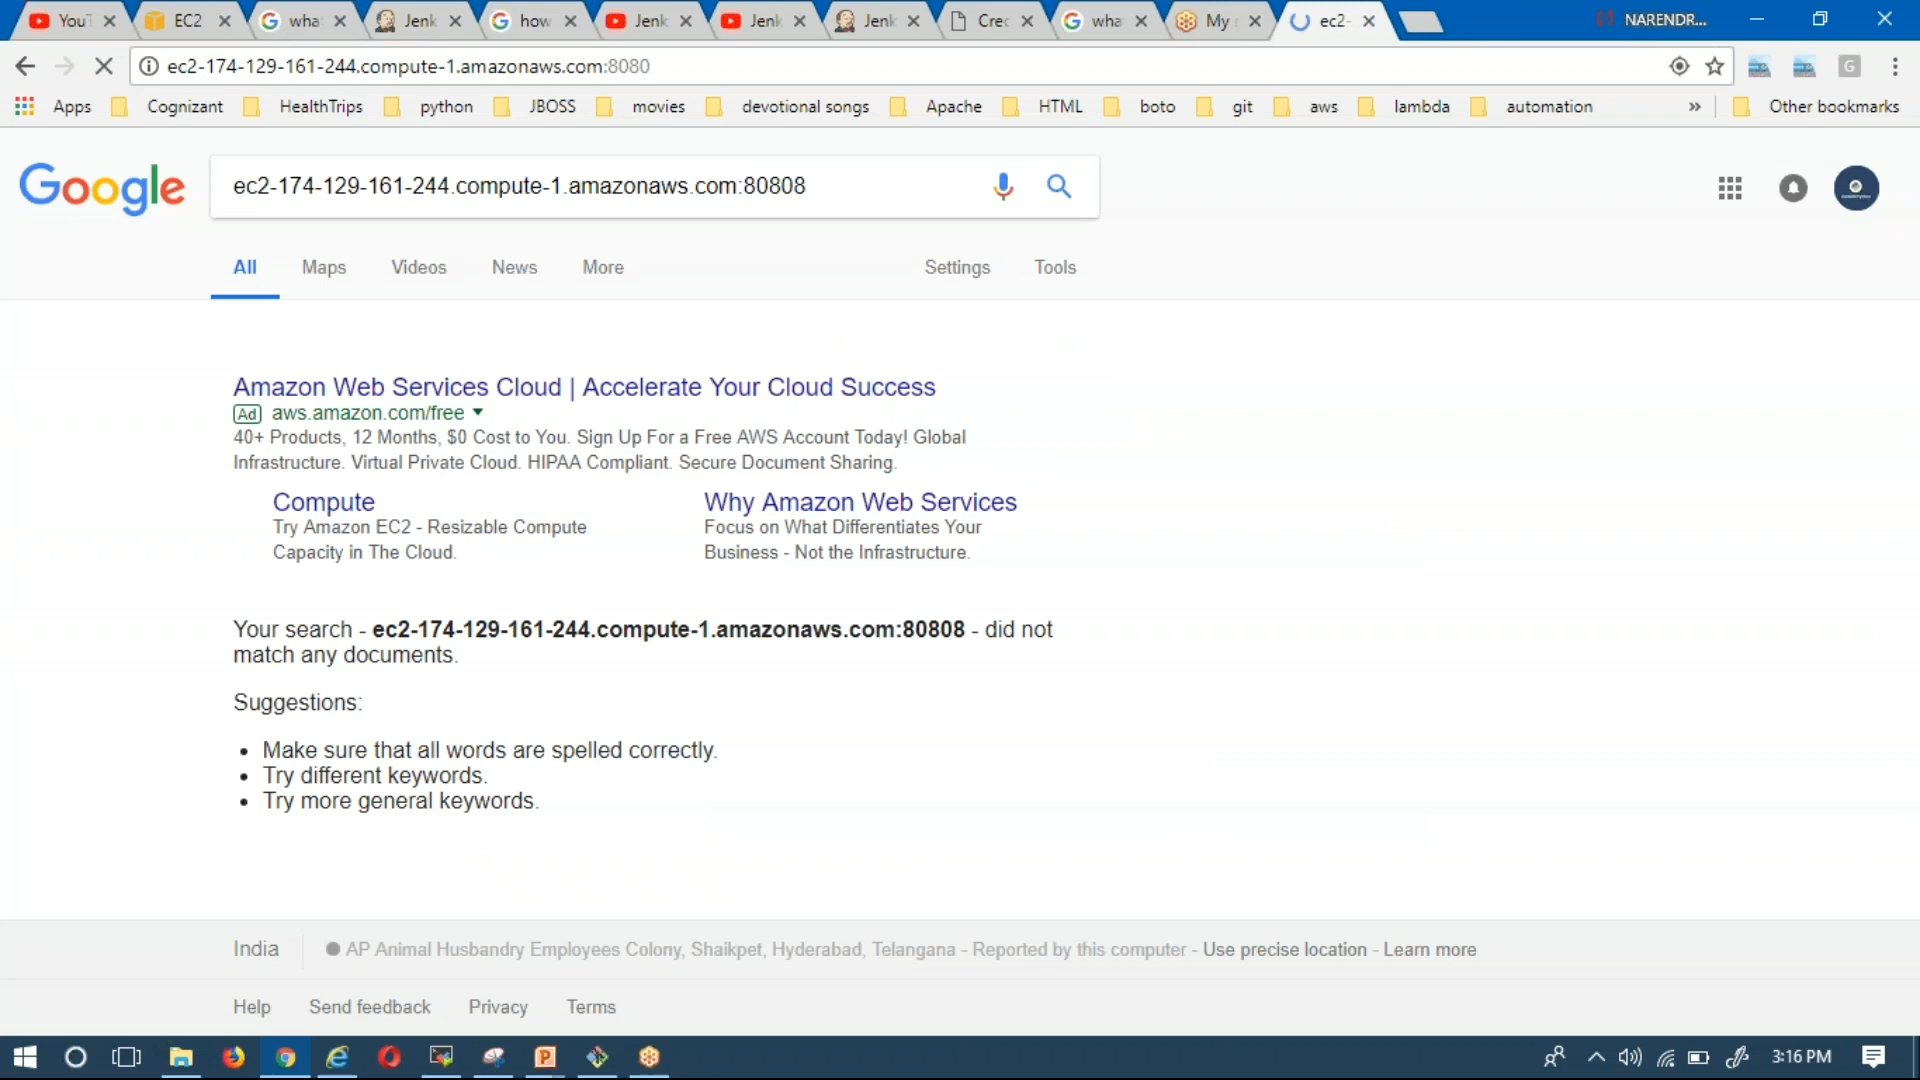 YouT
EC2
wha
Jenk
how
Jenk
Jenk
Jenk
Crec
wha
My
ec2-
NARENDR...
ec2-174-129-161-244.compute-1.amazonaws.com:8080
G
Apps
Cognizant
HealthTrips
python
JBOSS
movies
devotional songs
Apache
HTML
boto
git
aws
lambda
automation
»
Other bookmarks
Google
ec2-174-129-161-244.compute-1.amazonaws.com:80808
All
Maps
Videos
News
More
Settings
Tools
Amazon Web Services Cloud | Accelerate Your Cloud Success
Ad aws.amazon.com/free
40+ Products, 12 Months, $0 Cost to You. Sign Up For a Free AWS Account Today! Global
Infrastructure. Virtual Private Cloud. HIPAA Compliant. Secure Document Sharing.
Compute
Try Amazon EC2 - Resizable Compute
Capacity in The Cloud.
Why Amazon Web Services
Focus on What Differentiates Your
Business - Not the Infrastructure.
Your search - ec2-174-129-161-244.compute-1.amazonaws.com:80808 - did not
match any documents.
Suggestions:
• Make sure that all words are spelled correctly.
• Try different keywords.
• Try more general keywords.
India
AP Animal Husbandry Employees Colony, Shaikpet, Hyderabad, Telangana - Reported by this computer - Use precise location - Learn more
Help
Send feedback
Privacy
Terms
3:16 PM